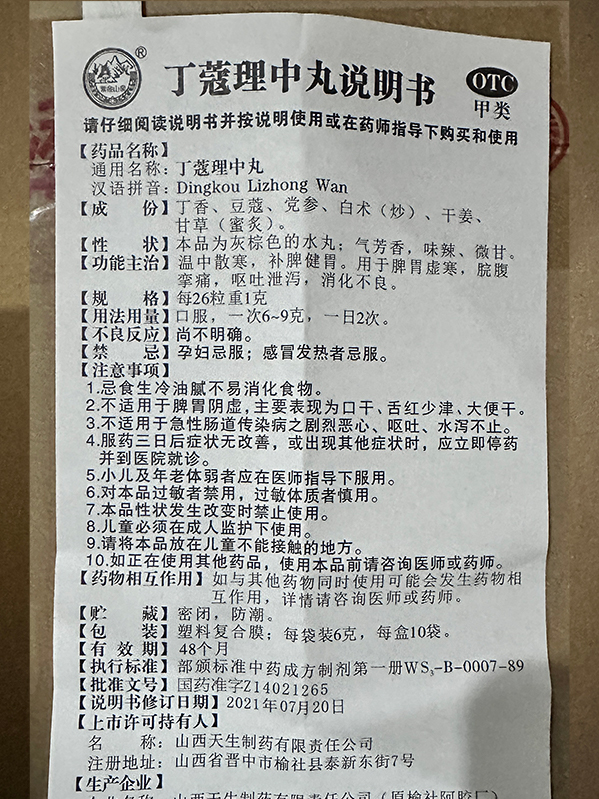 紫金山泉
®
丁蔻理中丸说明书
OTC
甲类
请仔细阅读说明书并按说明使用或在药师指导下购买和使用
【药品名称】
通用名称：丁蔻理中丸
汉语拼音：Dingkou Lizhong Wan
【成 份】丁香、豆蔻、党参、白术（炒）、干姜、
甘草（蜜炙）。
【性 状】本品为灰棕色的水丸；气芳香，味辣、微甘。
【功能主治】温中散寒，补脾健胃。用于脾胃虚寒，脘腹
挛痛，呕吐泄泻，消化不良。
【规 格】每26粒重1克
【用法用量】口服，一次6~9克，一日2次。
【不良反应】尚不明确。
【禁 忌】孕妇忌服；感冒发热者忌服。
【注意事项】
1.忌食生冷油腻不易消化食物。
2.不适用于脾胃阴虚，主要表现为口干、舌红少津、大便干。
3.不适用于急性肠道传染病之剧烈恶心、呕吐、水泻不止。
4.服药三日后症状无改善，或出现其他症状时，应立即停药
并到医院就诊。
5.小儿及年老体弱者应在医师指导下服用。
6.对本品过敏者禁用，过敏体质者慎用。
7.本品性状发生改变时禁止使用。
8.儿童必须在成人监护下使用。
9.请将本品放在儿童不能接触的地方。
10.如正在使用其他药品，使用本品前请咨询医师或药师。
【药物相互作用】如与其他药物同时使用可能会发生药物相
互作用，详情请咨询医师或药师。
【贮 藏】密闭，防潮。
【包 装】塑料复合膜；每袋装6克，每盒10袋。
【有 效 期】48个月
【执行标准】部颁标准中药成方制剂第一册WS₃-B-0007-89
【批准文号】国药准字Z14021265
【说明书修订日期】2021年07月20日
【上市许可持有人】
名 称：山西天生制药有限责任公司
注册地址：山西省晋中市榆社县泰新东街7号
【生产企业】
企业名称：山西天生制药有限责任公司（原榆社阿胶厂）